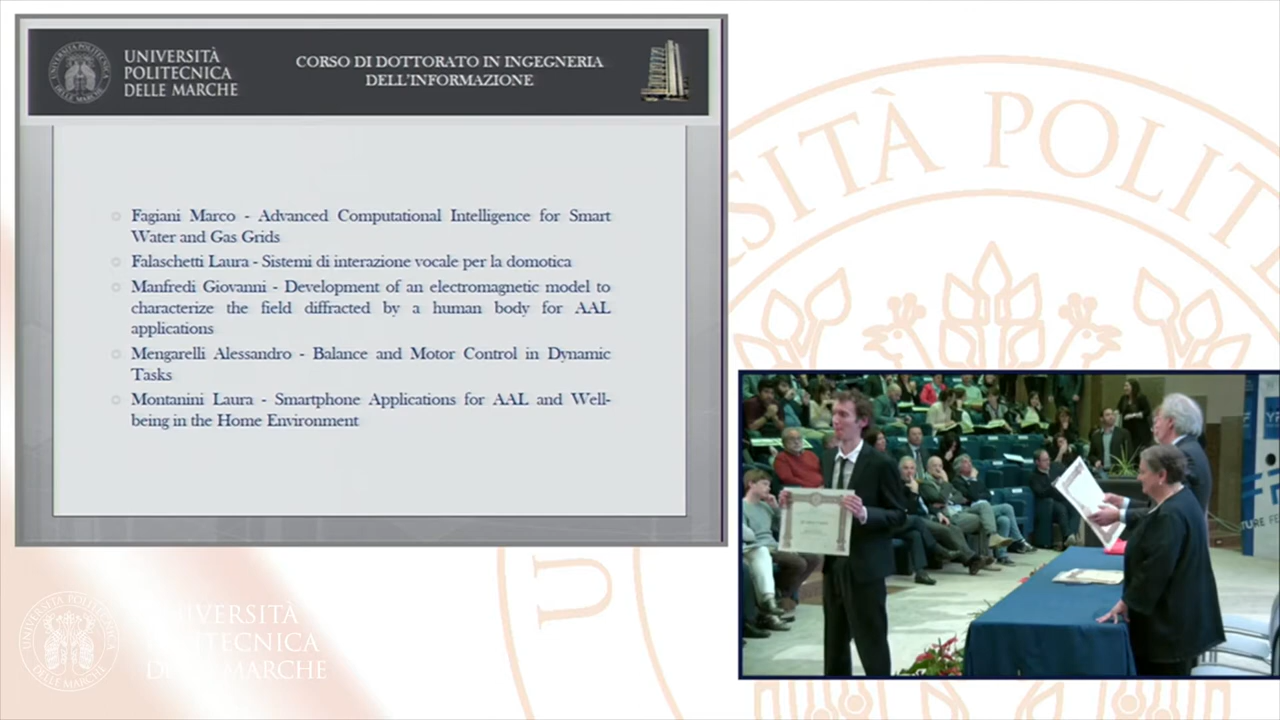 UNIVERSITÀ
POLITECNICA
DELLE MARCHE
CORSO DI DOTTORATO IN INGEGNERIA
DELL'INFORMAZIONE
Fagiani Marco - Advanced Computational Intelligence for Smart
Water and Gas Grids
Falaschetti Laura - Sistemi di interazione vocale per la domotica
Manfredi Giovanni - Development of an electromagnetic model to
characterize the field diffracted by a human body for AAL
applications
Mengarelli Alessandro - Balance and Motor Control in Dynamic
Tasks
Montanini Laura - Smartphone Applications for AAL and Well-
being in the Home Environment
SITÀ POLIT
UNIVERSITÀ
POLITECNICA
DELLE MARCHE